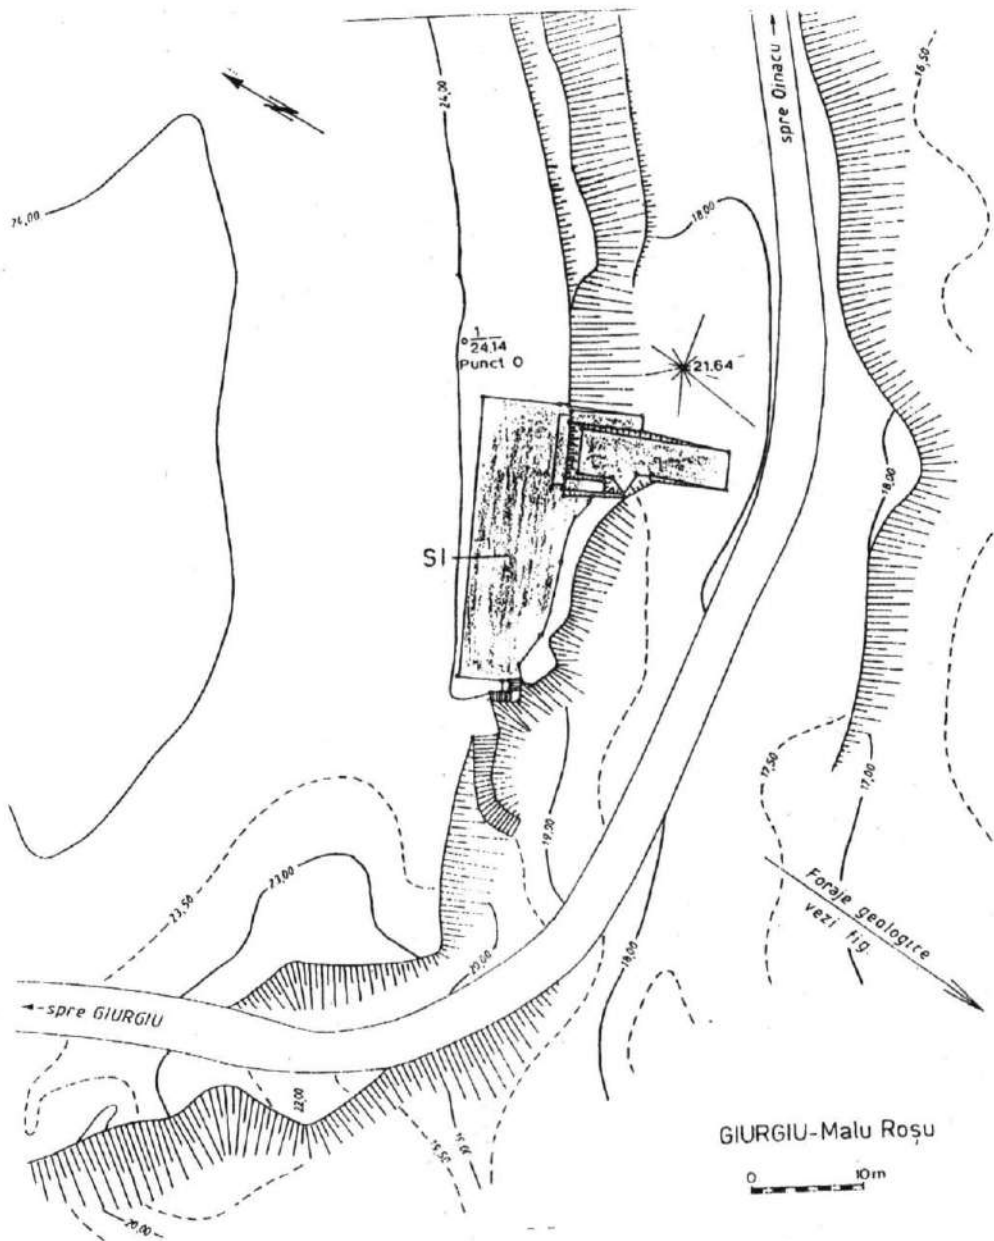 16,50
24,00
spre Oinacu
18,00
24,00
1
24.14
Punct O
21.64
18,00
SI
17,50
17,00
19,00
Foraje geologice
vezi fig.
23,50
23,00
20,00
18,00
spre GIURGIU
22,00
GIURGIU-Malu Roșu
0 10m
20,00